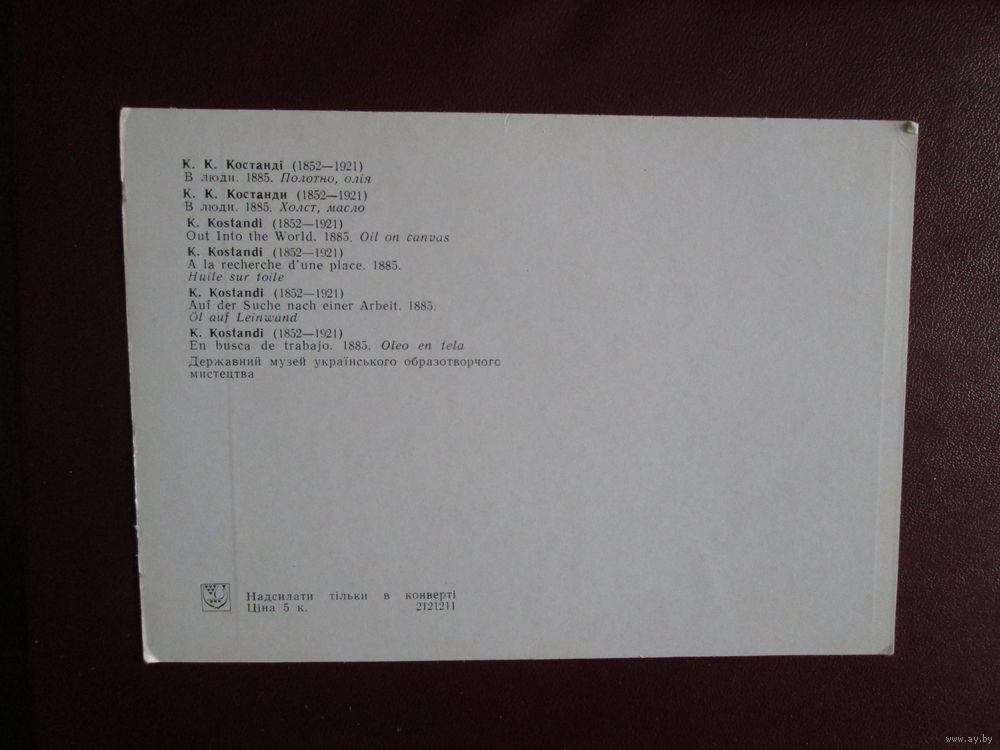 К. К. Костанді (1852—1921)
В люди. 1885. Полотно, олія
К. К. Костанди (1852—1921)
В люди. 1885. Холст, масло
K. Kostandi (1852—1921)
Out Into the World. 1885. Oil on canvas
K. Kostandi (1852—1921)
A la recherche d'une place. 1885.
Huile sur toile
K. Kostandi (1852—1921)
Auf der Suche nach einer Arbeit. 1885.
Öl auf Leinwand
K. Kostandi (1852—1921)
En busca de trabajo. 1885. Oleo en tela
Державний музей українського образотворчого
мистецтва
Надсилати тільки в конверті
Ціна 5 к. 2121211
www.ay.by